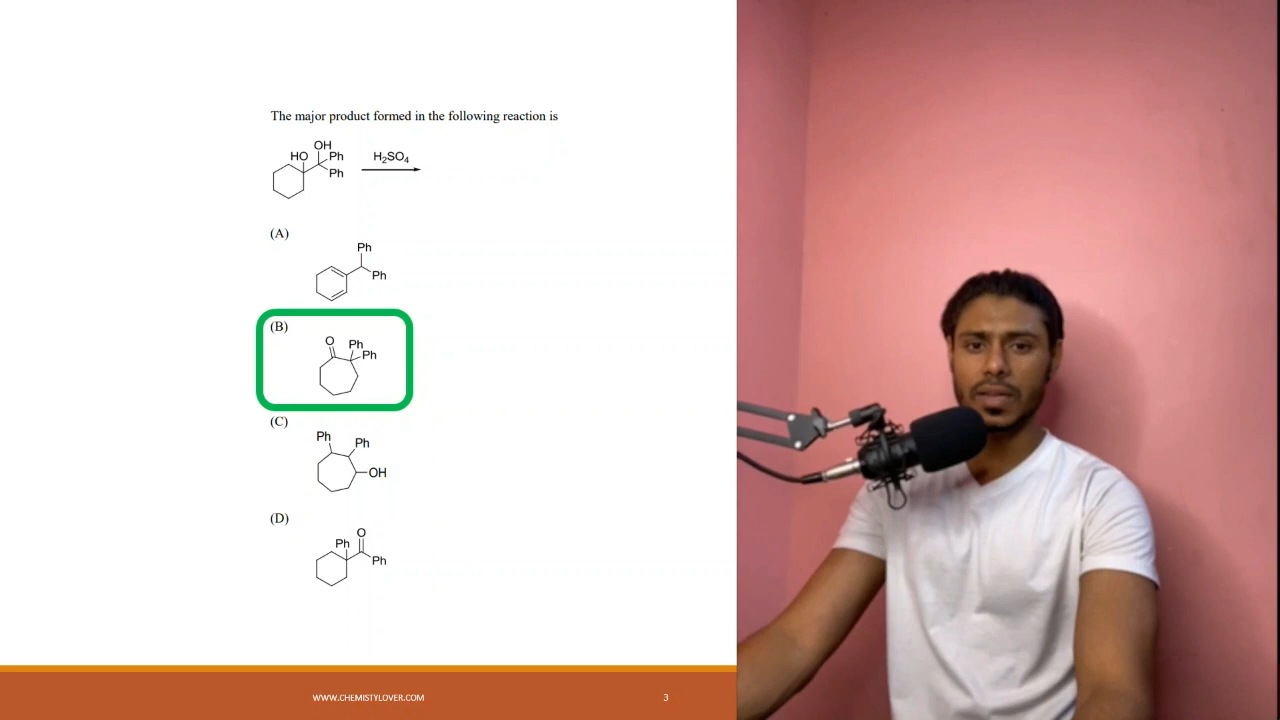 The major product formed in the following reaction is
OH
HO
Ph
H₂SO₄
Ph
(A)
Ph
Ph
(B)
O
Ph
Ph
(C)
Ph
Ph
OH
(D)
O
Ph
Ph
WWW.CHEMISTYLOVER.COM
3